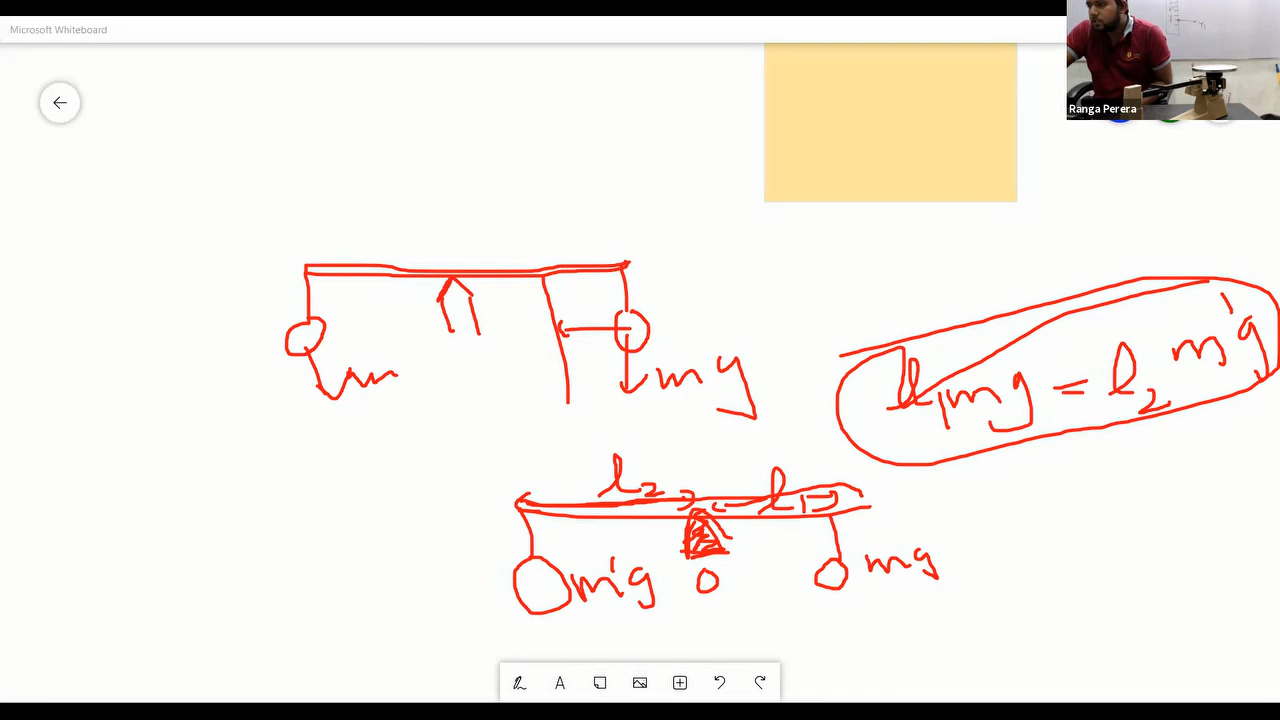 Microsoft Whiteboard
Ranga Perera
m
mg
l₁mg = l₂m'g
l₂
l₁
m'g
O
mg
A